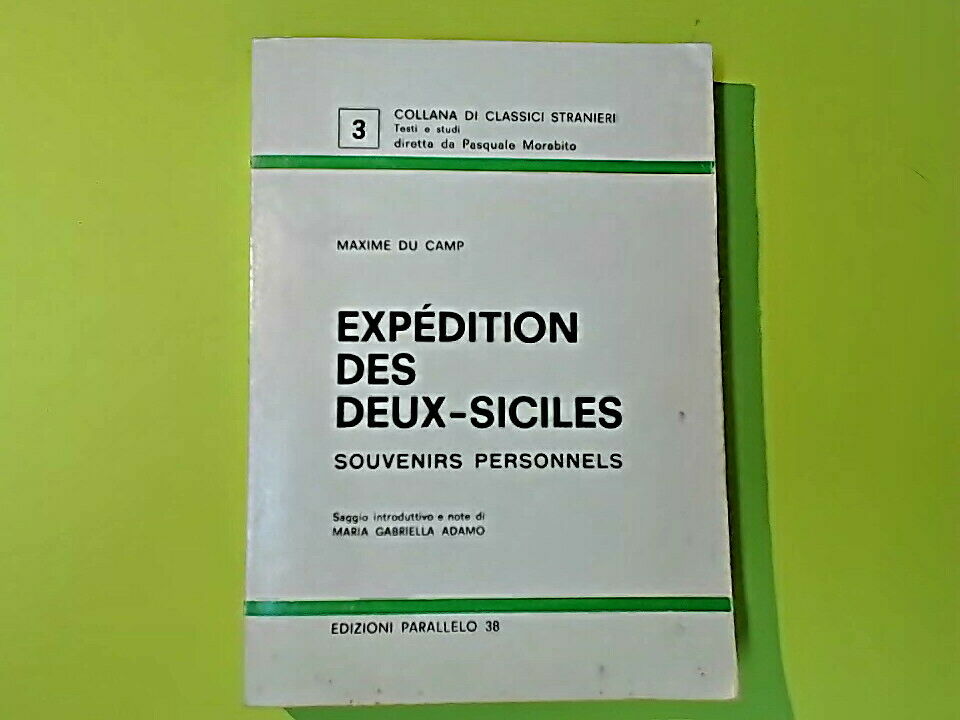 3
COLLANA DI CLASSICI STRANIERI
Testi e studi
diretta da Pasquale Morabito
MAXIME DU CAMP
EXPÉDITION
DES
DEUX-SICILES
SOUVENIRS PERSONNELS
Saggio introduttivo e note di
MARIA GABRIELLA ADAMO
EDIZIONI PARALLELO 38